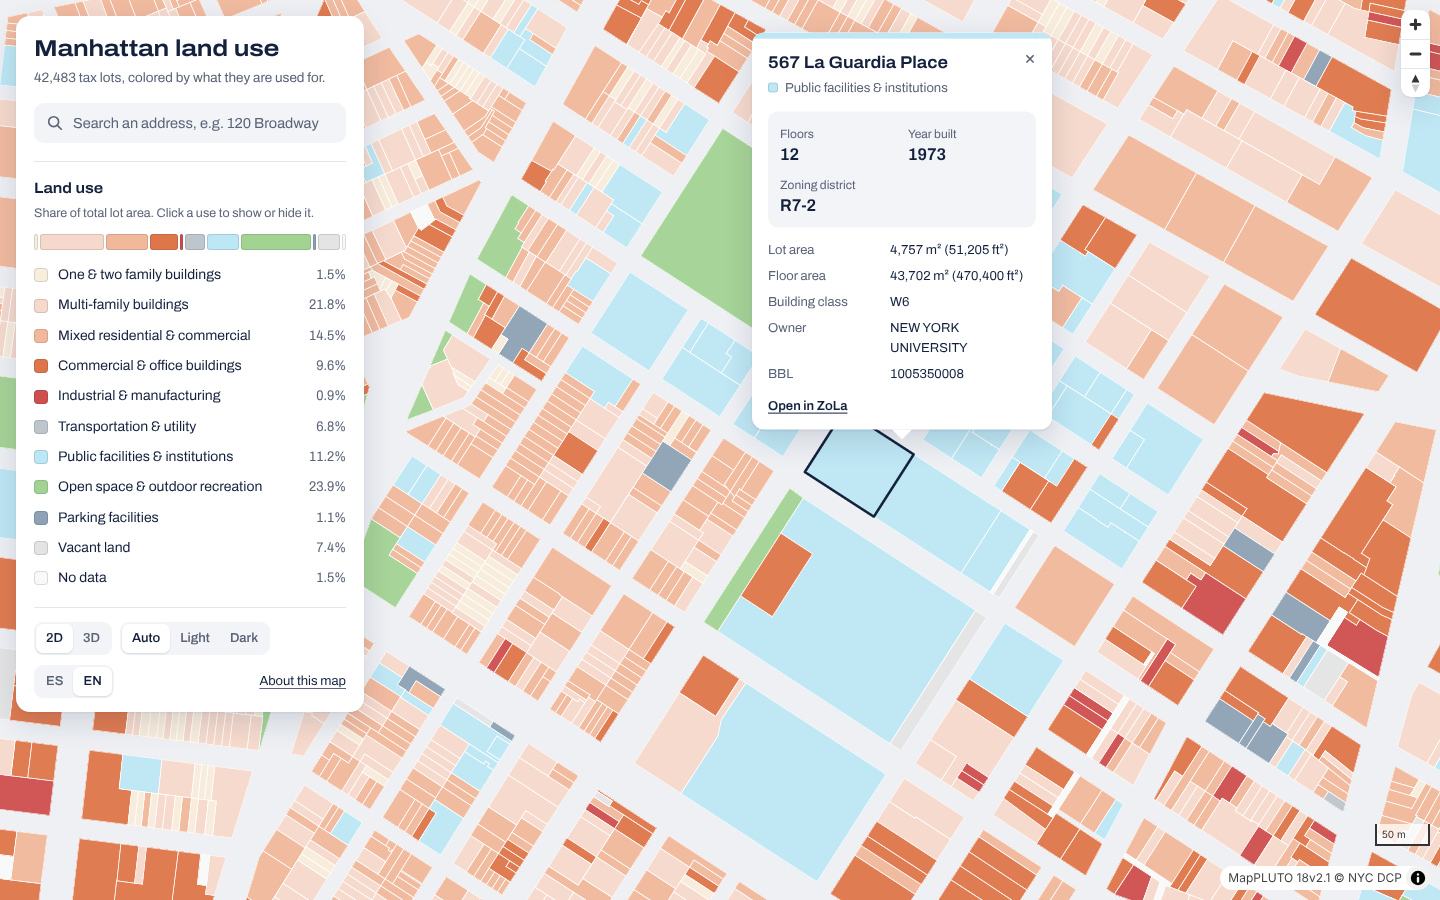 Manhattan land use
42,483 tax lots, colored by what they are used for.
Search an address, e.g. 120 Broadway
Land use
Share of total lot area. Click a use to show or hide it.
One & two family buildings 1.5%
Multi-family buildings 21.8%
Mixed residential & commercial 14.5%
Commercial & office buildings 9.6%
Industrial & manufacturing 0.9%
Transportation & utility 6.8%
Public facilities & institutions 11.2%
Open space & outdoor recreation 23.9%
Parking facilities 1.1%
Vacant land 7.4%
No data 1.5%
2D 3D Auto Light Dark
ES EN About this map
567 La Guardia Place
Public facilities & institutions
Floors Year built
12 1973
Zoning district
R7-2
Lot area 4,757 m² (51,205 ft²)
Floor area 43,702 m² (470,400 ft²)
Building class W6
Owner NEW YORK
UNIVERSITY
BBL 1005350008
Open in ZoLa
50 m
MapPLUTO 18v2.1 © NYC DCP